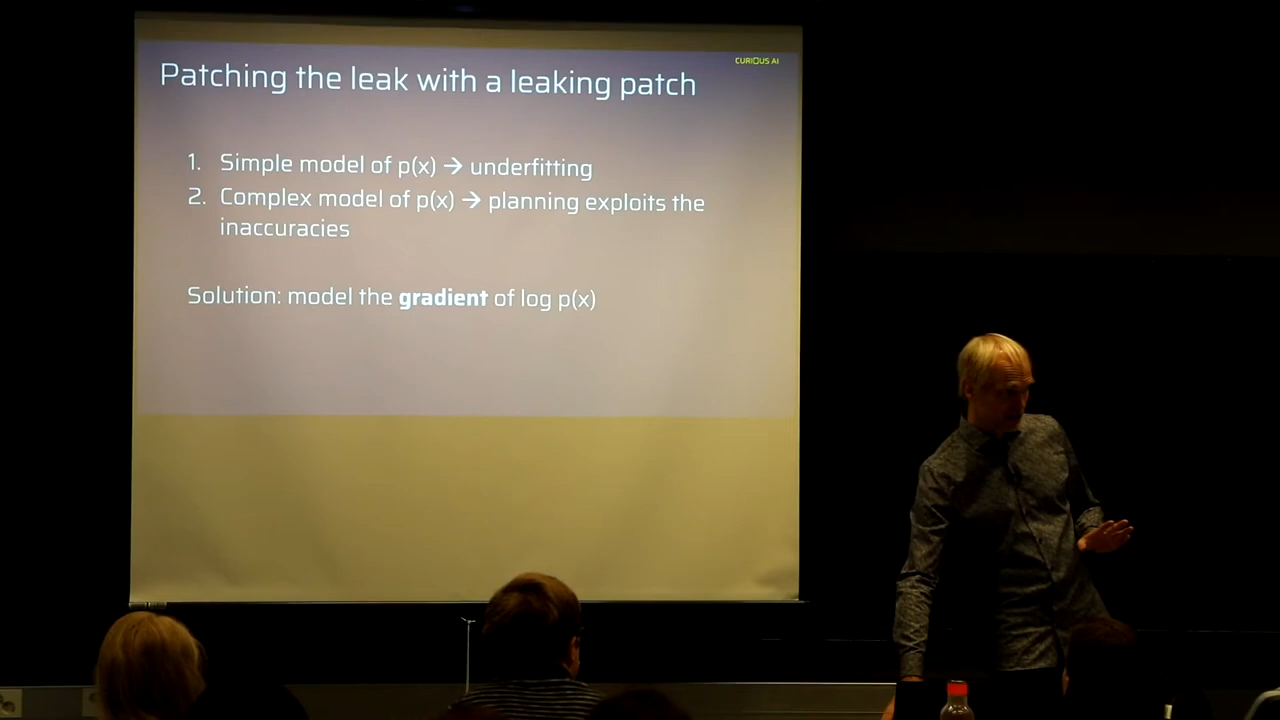 CURIOUS AI
Patching the leak with a leaking patch
1. Simple model of p(x) → underfitting
2. Complex model of p(x) → planning exploits the
inaccuracies
Solution: model the gradient of log p(x)